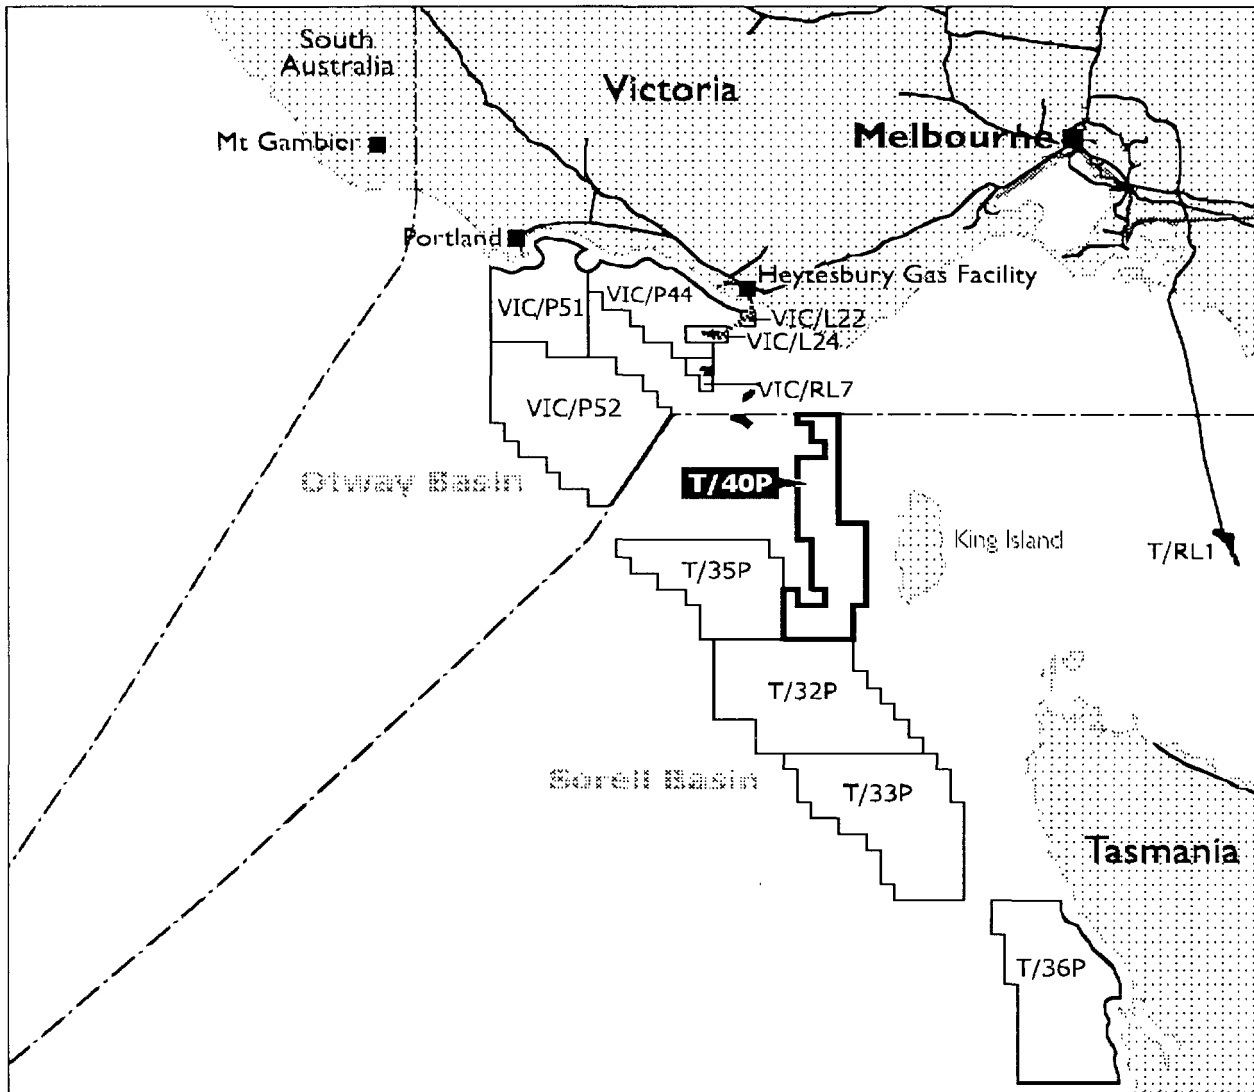 South
Australia
Victoria
Mt Gambier
Melbourne
Portland
Heytesbury Gas Facility
VIC/P51
VIC/P44
VIC/L22
VIC/L24
VIC/RL7
VIC/P52
Otway Basin
T/40P
King Island
T/RL1
T/35P
T/32P
Sorell Basin
T/33P
Tasmania
T/36P